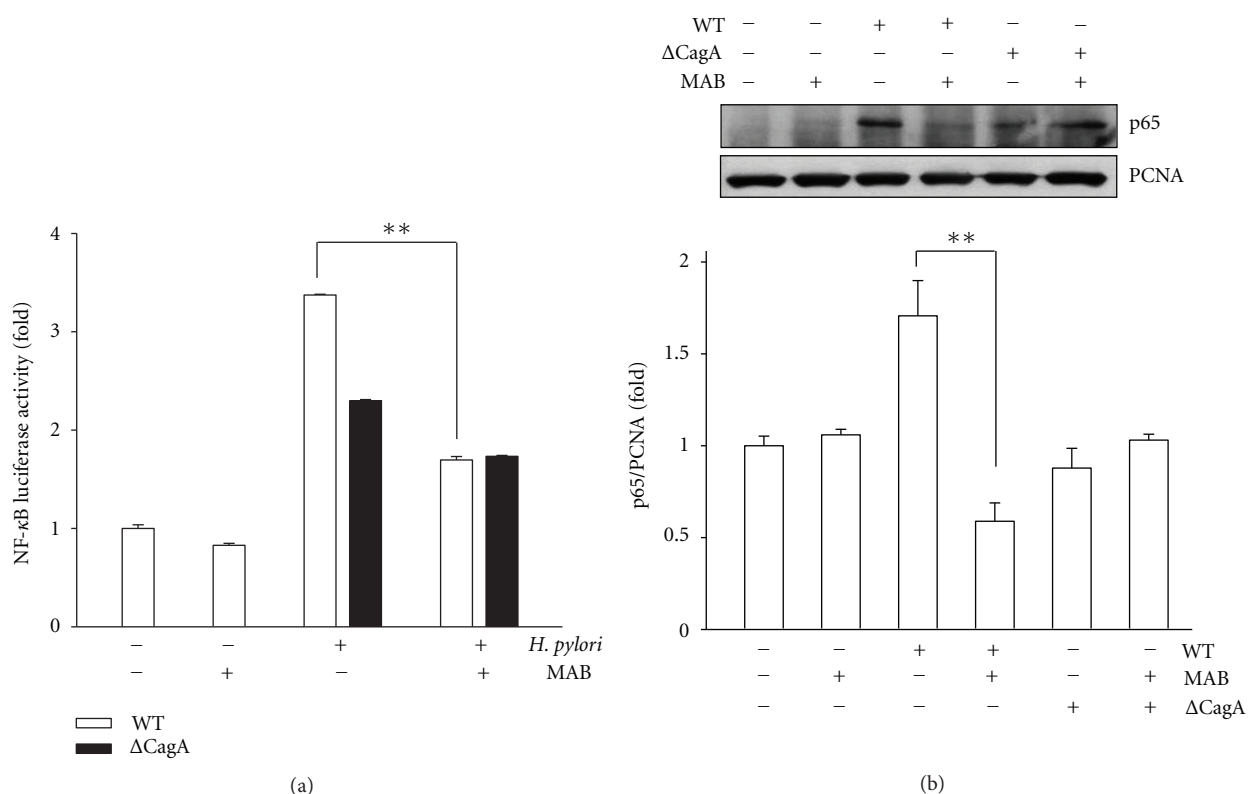 4
3
2
1
0
NF-κB luciferase activity (fold)
**
− − + + H. pylori
− + − + MAB
WT
ΔCagA
(a)
WT − − + + − −
ΔCagA − − − − + +
MAB − + − + − +
p65
PCNA
2
1.5
1
0.5
0
p65/PCNA (fold)
**
− − + + − − WT
− + − + − + MAB
− − − − + + ΔCagA
(b)